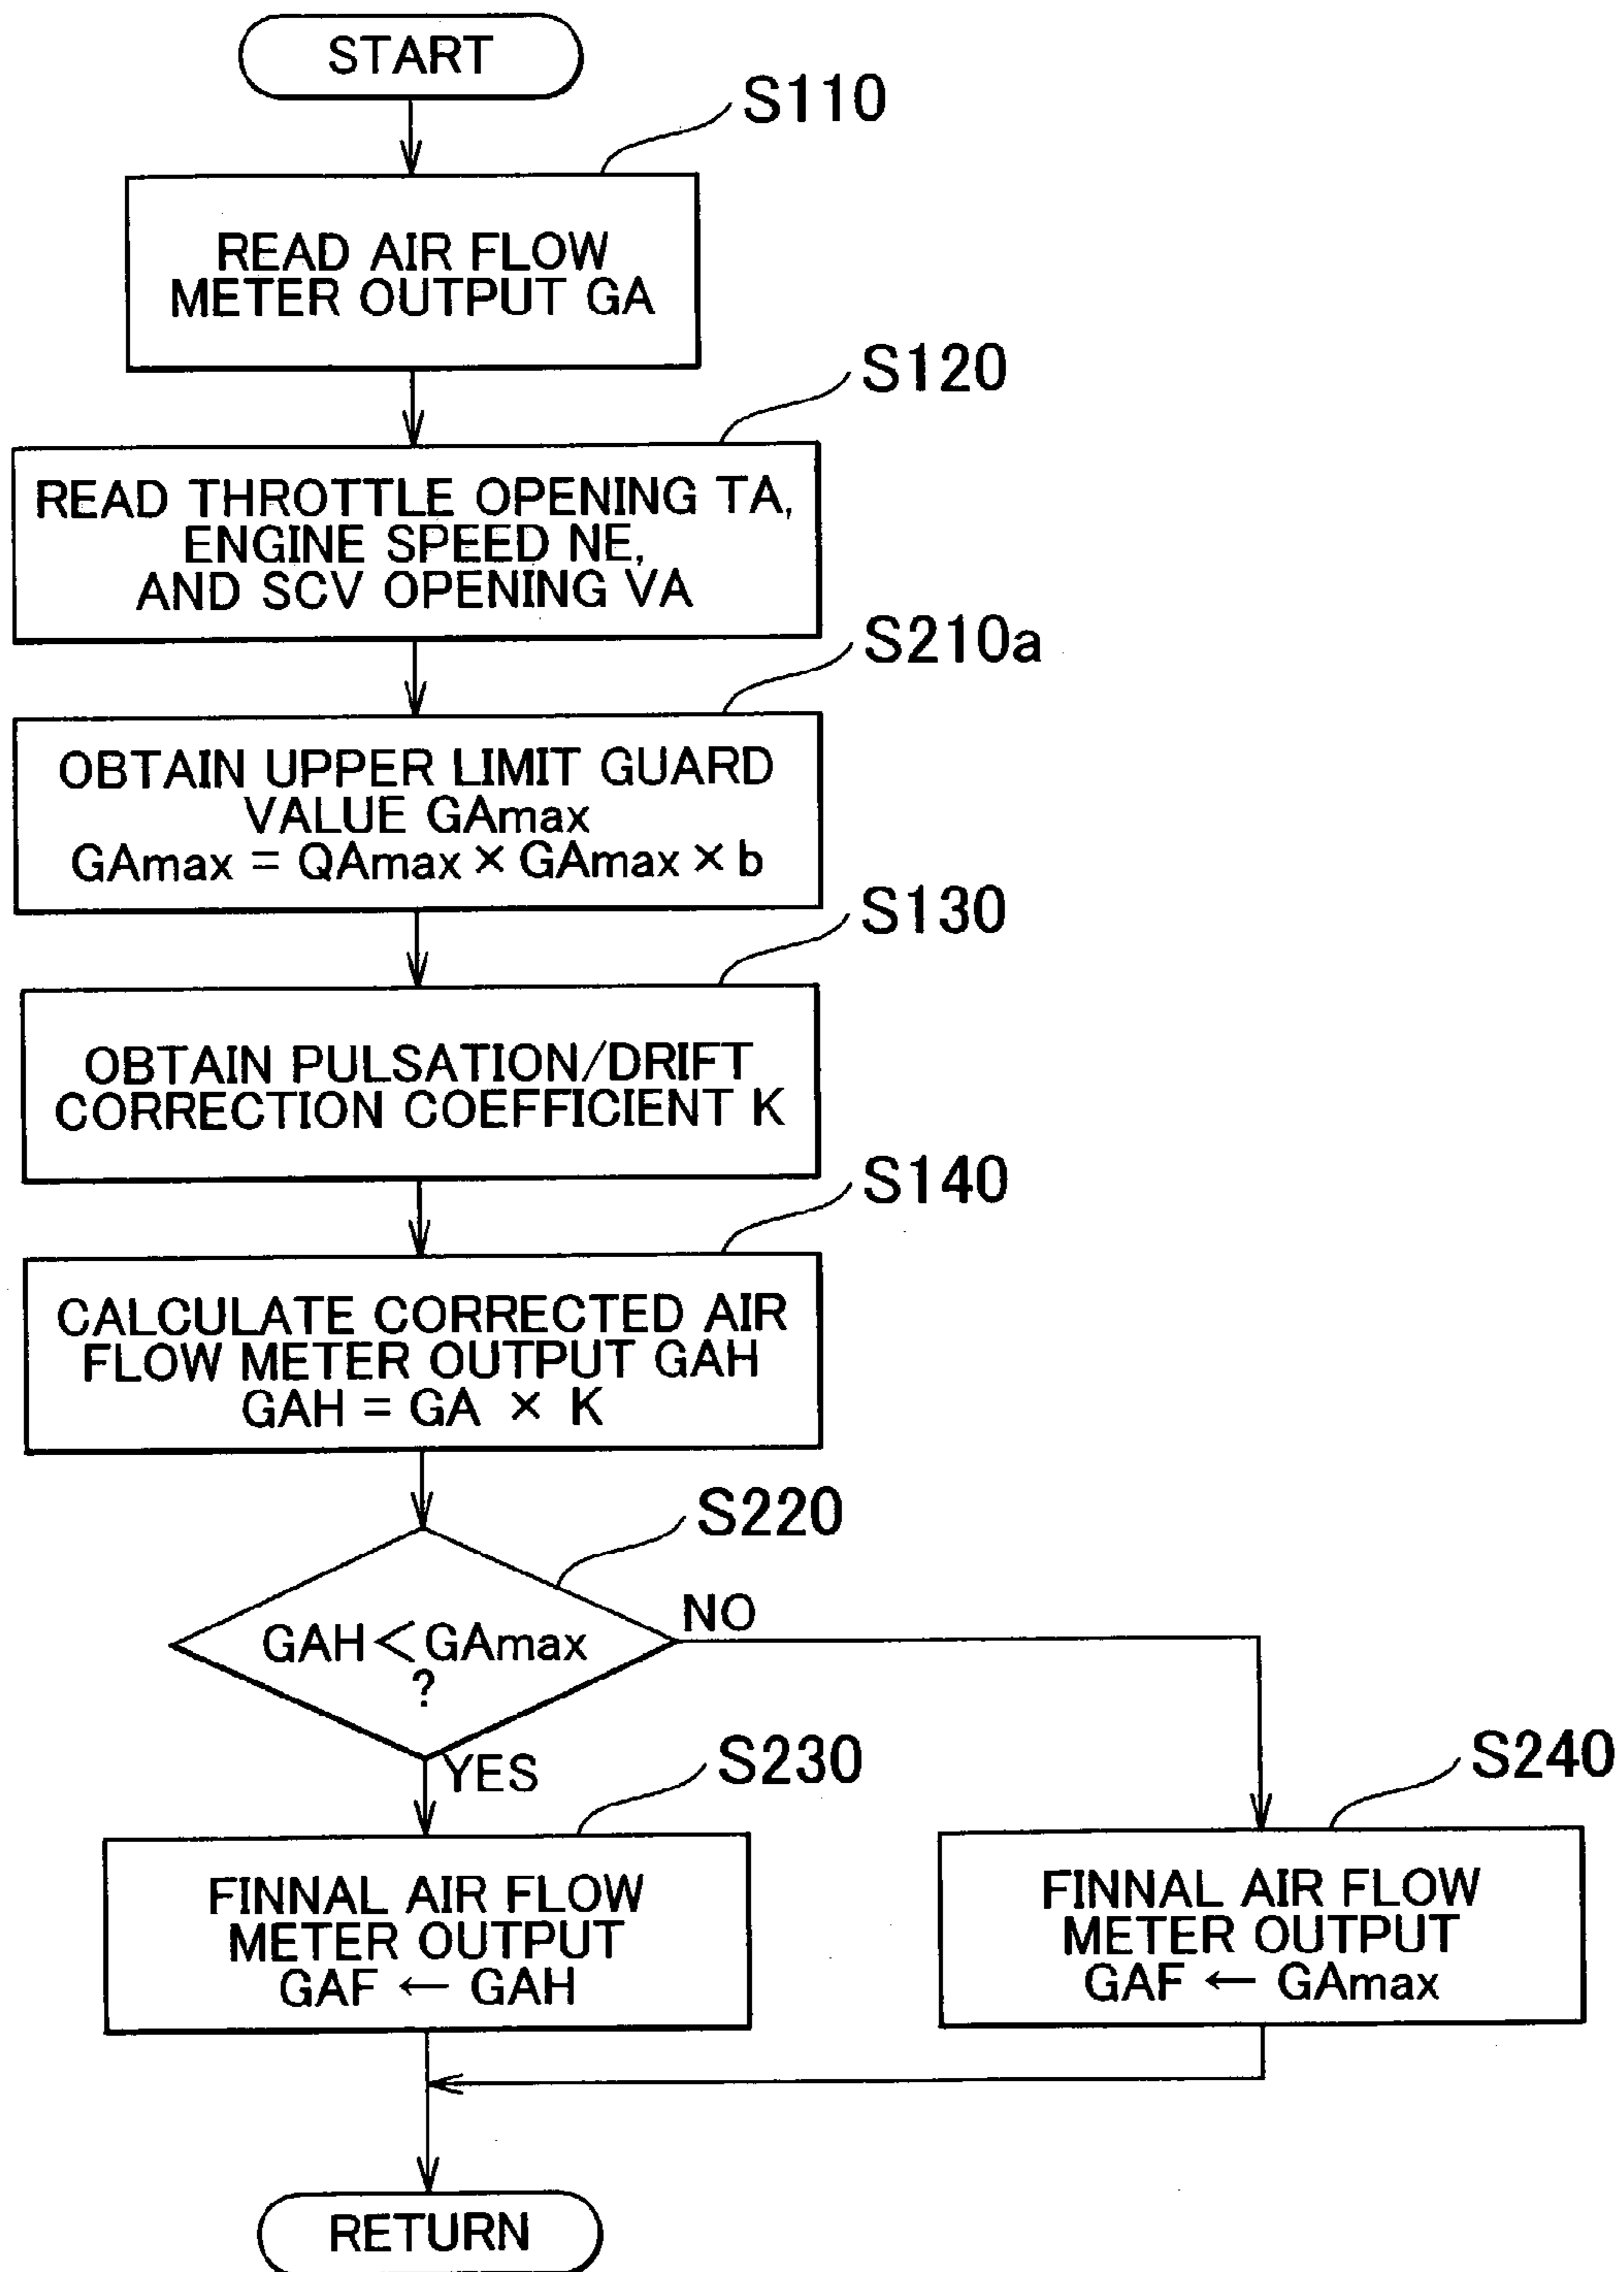 START
S110
READ AIR FLOW
METER OUTPUT GA
S120
READ THROTTLE OPENING TA,
ENGINE SPEED NE,
AND SCV OPENING VA
S210a
OBTAIN UPPER LIMIT GUARD
VALUE GAmax
GAmax = QAmax × GAmax × b
S130
OBTAIN PULSATION/DRIFT
CORRECTION COEFFICIENT K
S140
CALCULATE CORRECTED AIR
FLOW METER OUTPUT GAH
GAH = GA × K
S220
GAH < GAmax
?
NO
YES
S230
FINNAL AIR FLOW
METER OUTPUT
GAF ← GAH
S240
FINNAL AIR FLOW
METER OUTPUT
GAF ← GAmax
RETURN